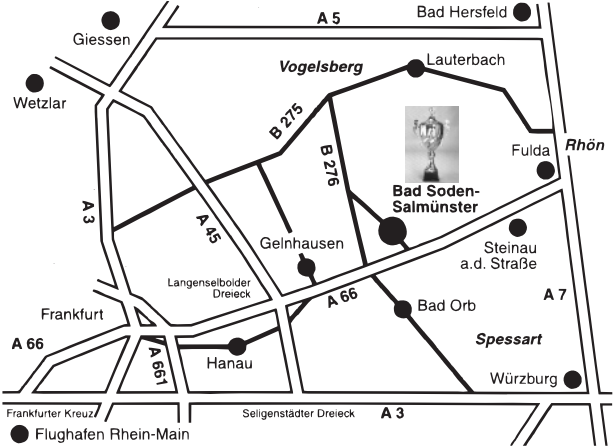 A 5
Bad Hersfeld
Giessen
Vogelsberg
Lauterbach
Wetzlar
B 275
B 276
Rhön
Fulda
Bad Soden-
Salmünster
A 3
A 45
Gelnhausen
Steinau
a.d. Straße
Langenselbolder
Dreieck
A 66
A 7
Frankfurt
Bad Orb
A 66
A 661
Hanau
Spessart
Würzburg
Frankfurter Kreuz
Seligenstädter Dreieck
A 3
Flughafen Rhein-Main